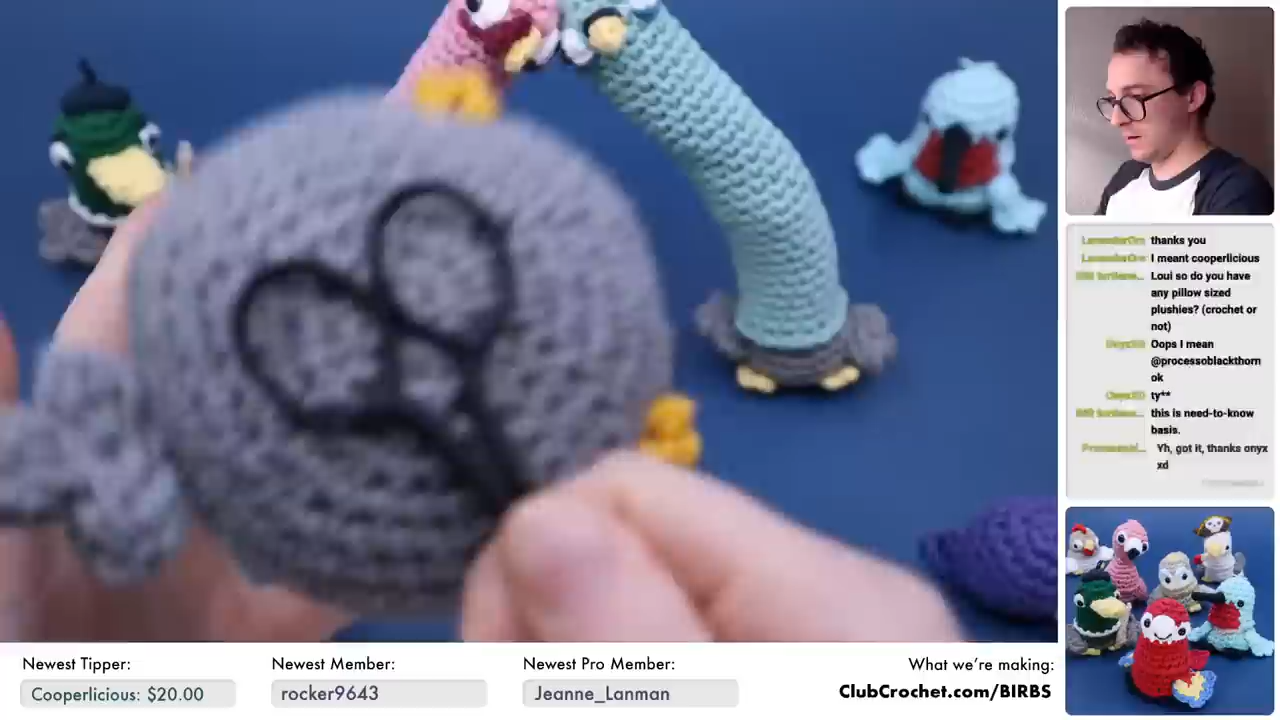 thanks you
I meant cooperlicious
Loui so do you have
any pillow sized
plushies? (crochet or
not)
Oops I mean
@processoblackthorn
ok
ty**
this is need-to-know
basis.
Yh, got it, thanks onyx
xd
Newest Tipper:
Cooperlicious: $20.00
Newest Member:
rocker9643
Newest Pro Member:
Jeanne_Lanman
What we're making:
ClubCrochet.com/BIRBS